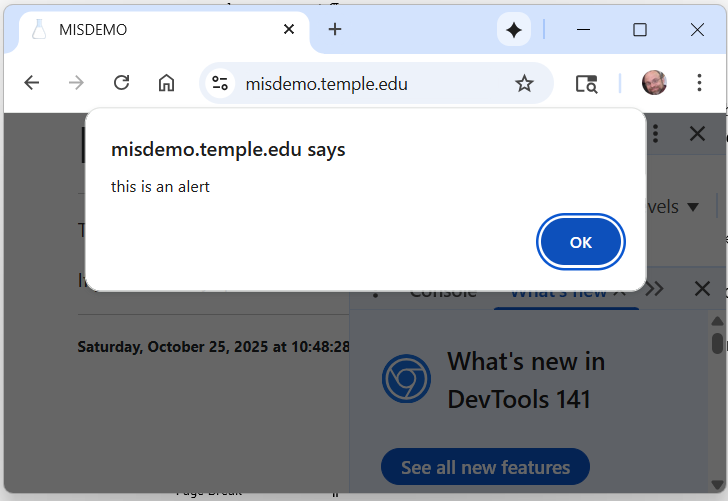 MISDEMO
misdemo.temple.edu
misdemo.temple.edu says
this is an alert
OK
vels
Console What's new
Saturday, October 25, 2025 at 10:48:28
What's new in
DevTools 141
See all new features
Page Break